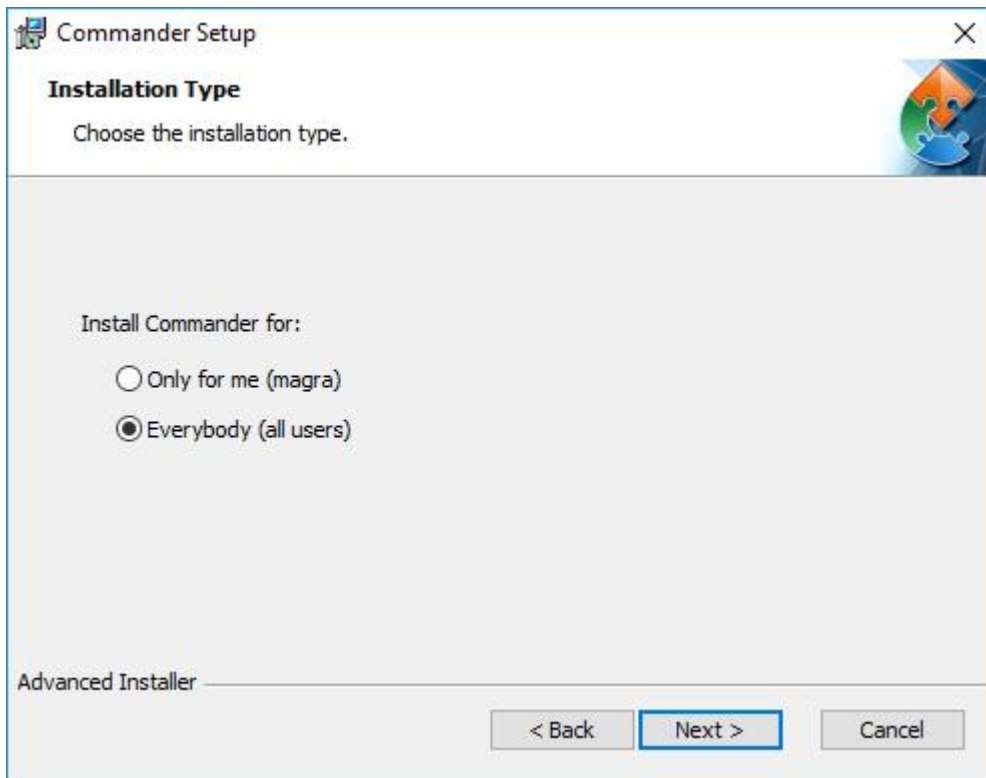 Commander Setup
Installation Type
Choose the installation type.
Install Commander for:
Only for me (magra)
Everybody (all users)
Advanced Installer
< Back Next > Cancel